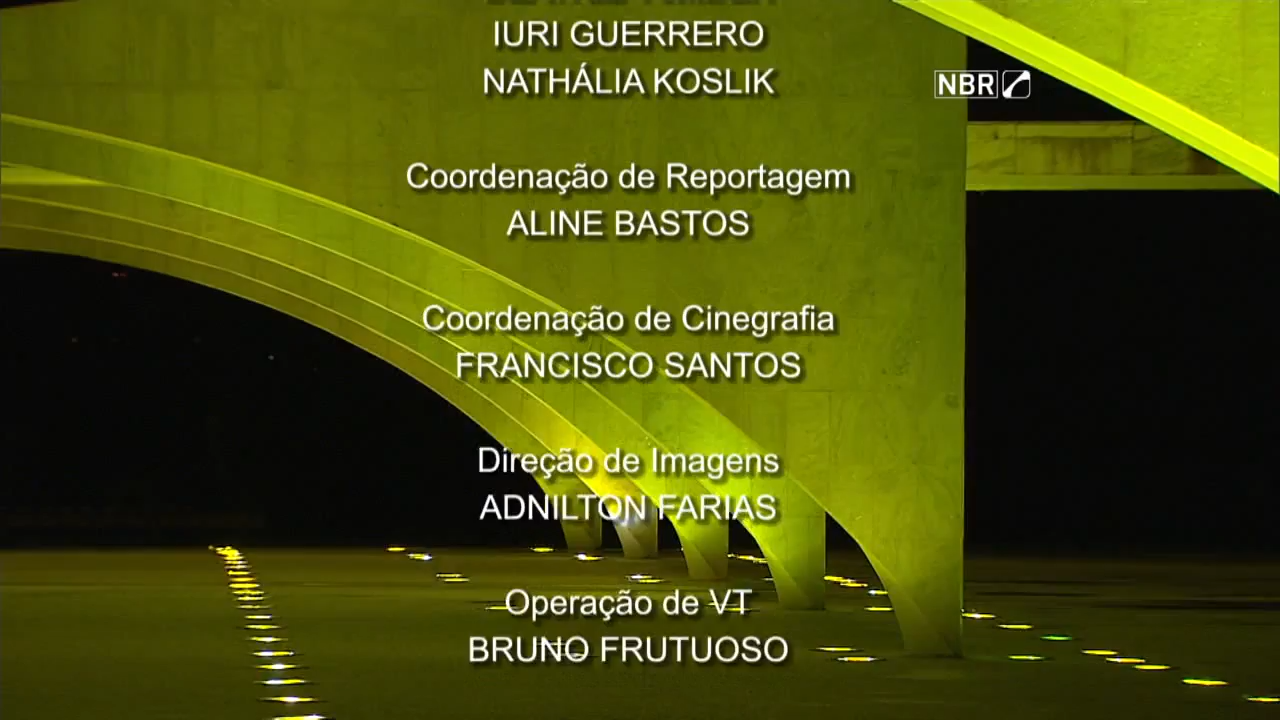 IURI GUERRERO
NATHÁLIA KOSLIK
NBR
Coordenação de Reportagem
ALINE BASTOS
Coordenação de Cinegrafia
FRANCISCO SANTOS
Direção de Imagens
ADNILTON FARIAS
Operação de VT
BRUNO FRUTUOSO